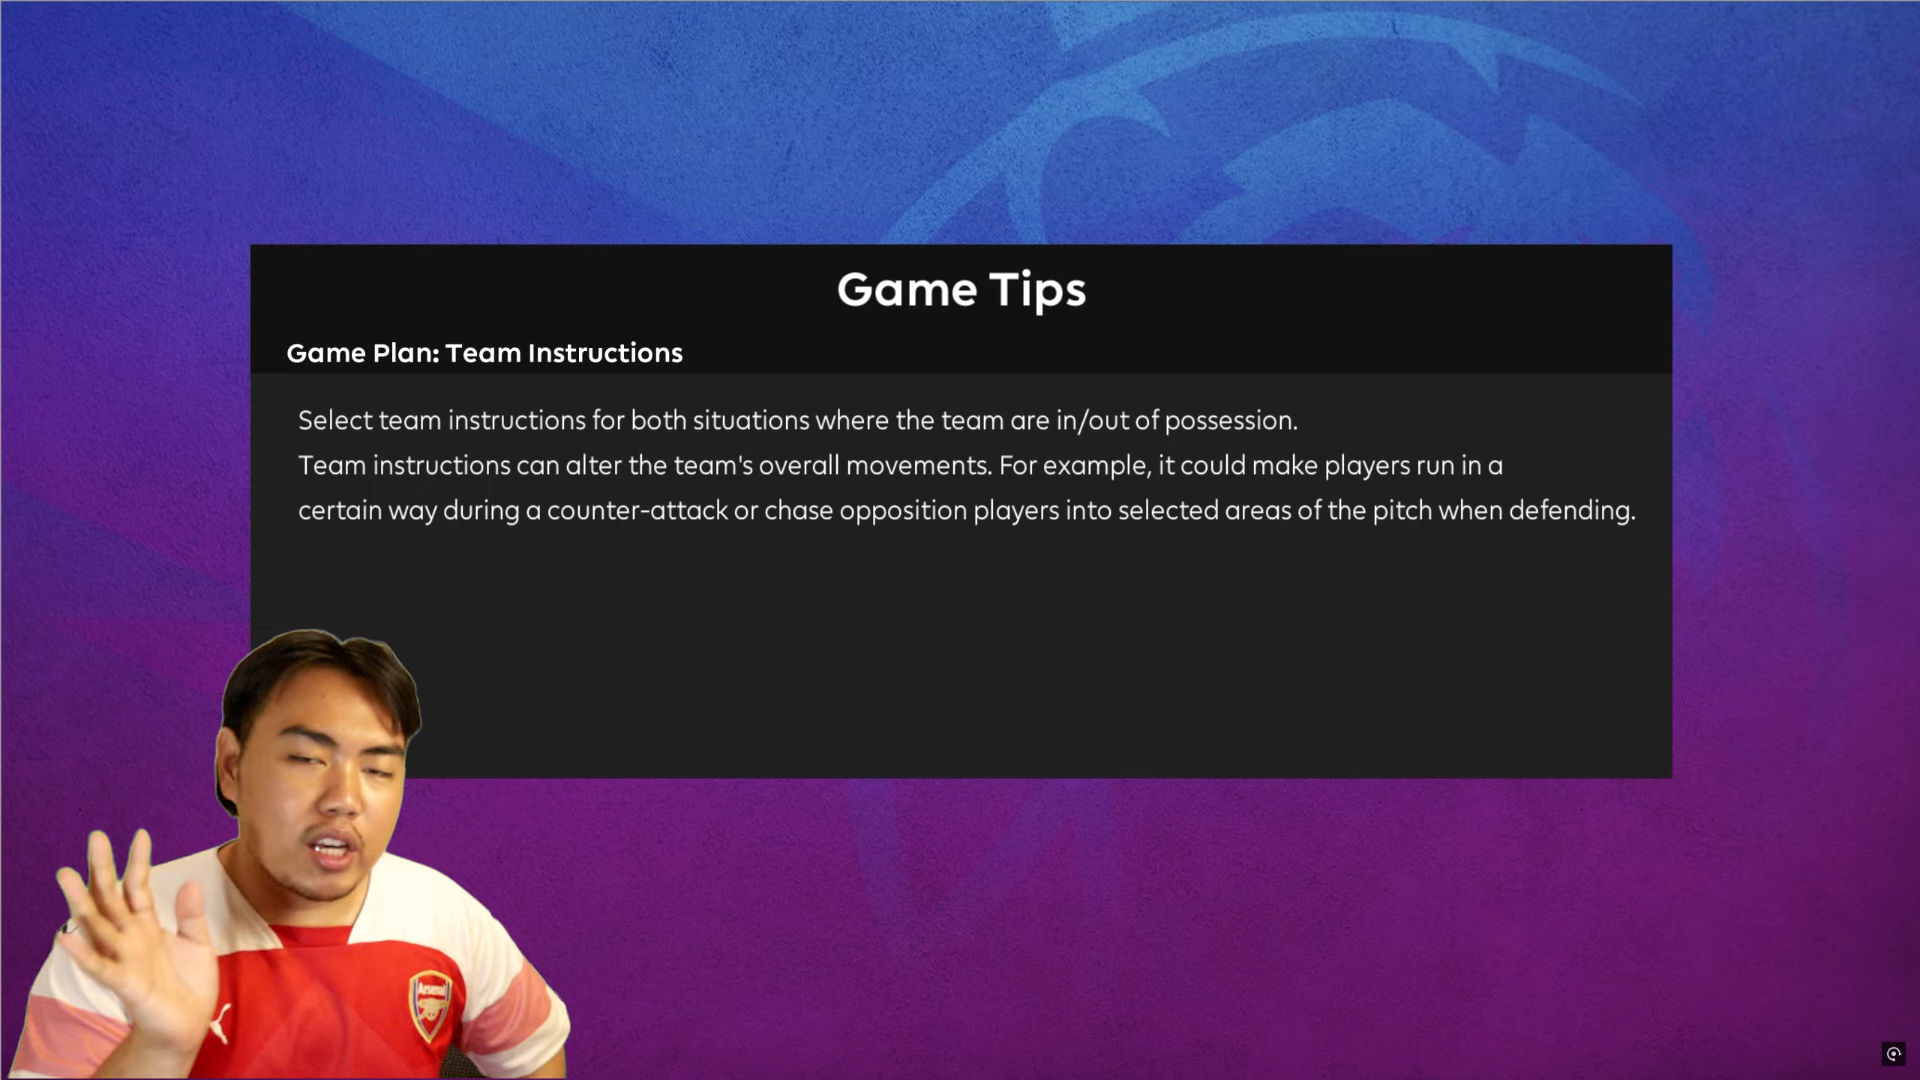 Game Tips
Game Plan: Team Instructions
Select team instructions for both situations where the team are in/out of possession.
Team instructions can alter the team's overall movements. For example, it could make players run in a
certain way during a counter-attack or chase opposition players into selected areas of the pitch when defending.
Arsenal